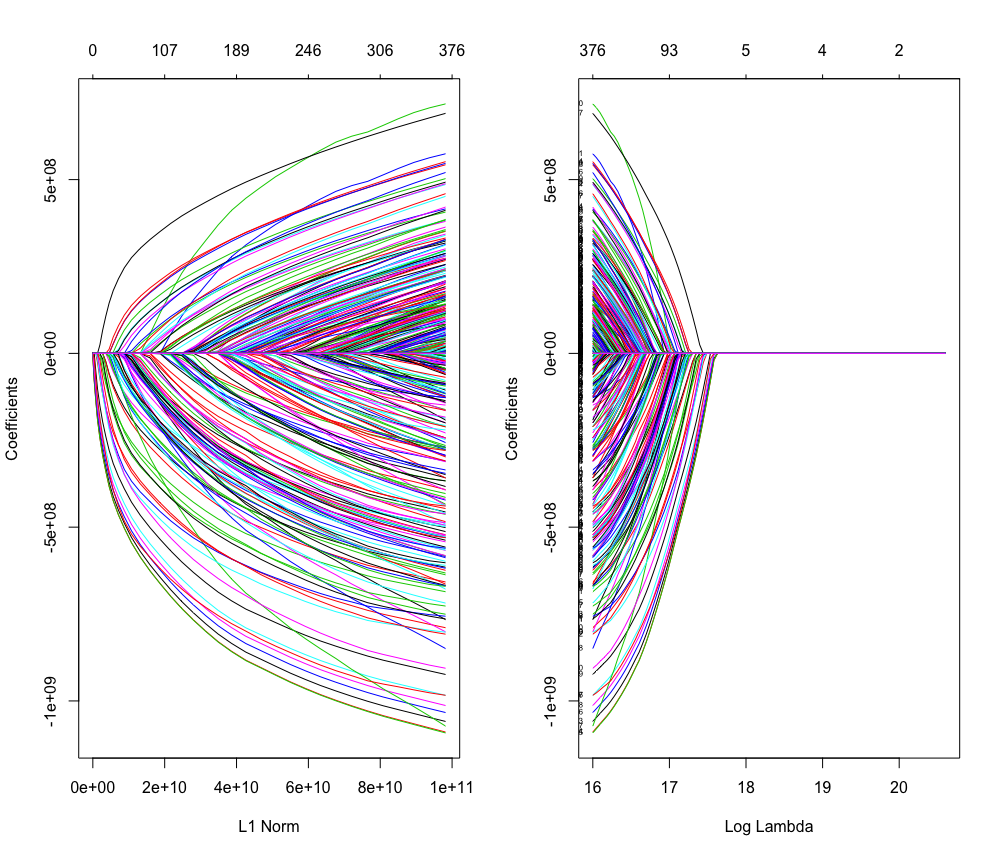 0 107 189 246 306 376
5e+08
0e+00
-5e+08
-1e+09
Coefficients
0e+00 2e+10 4e+10 6e+10 8e+10 1e+11
L1 Norm
376 93 5 4 2
5e+08
0e+00
-5e+08
-1e+09
Coefficients
16 17 18 19 20
Log Lambda